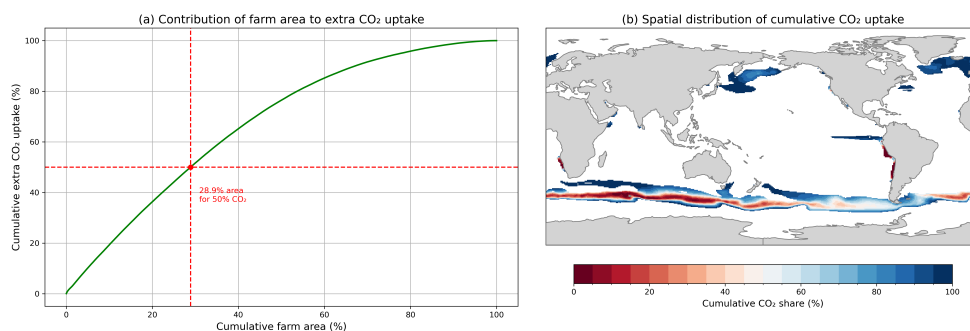 (a) Contribution of farm area to extra CO₂ uptake
Cumulative extra CO₂ uptake (%)
100
80
60
40
20
0
28.9% area
for 50% CO₂
0 20 40 60 80 100
Cumulative farm area (%)
(b) Spatial distribution of cumulative CO₂ uptake
0 20 40 60 80 100
Cumulative CO₂ share (%)